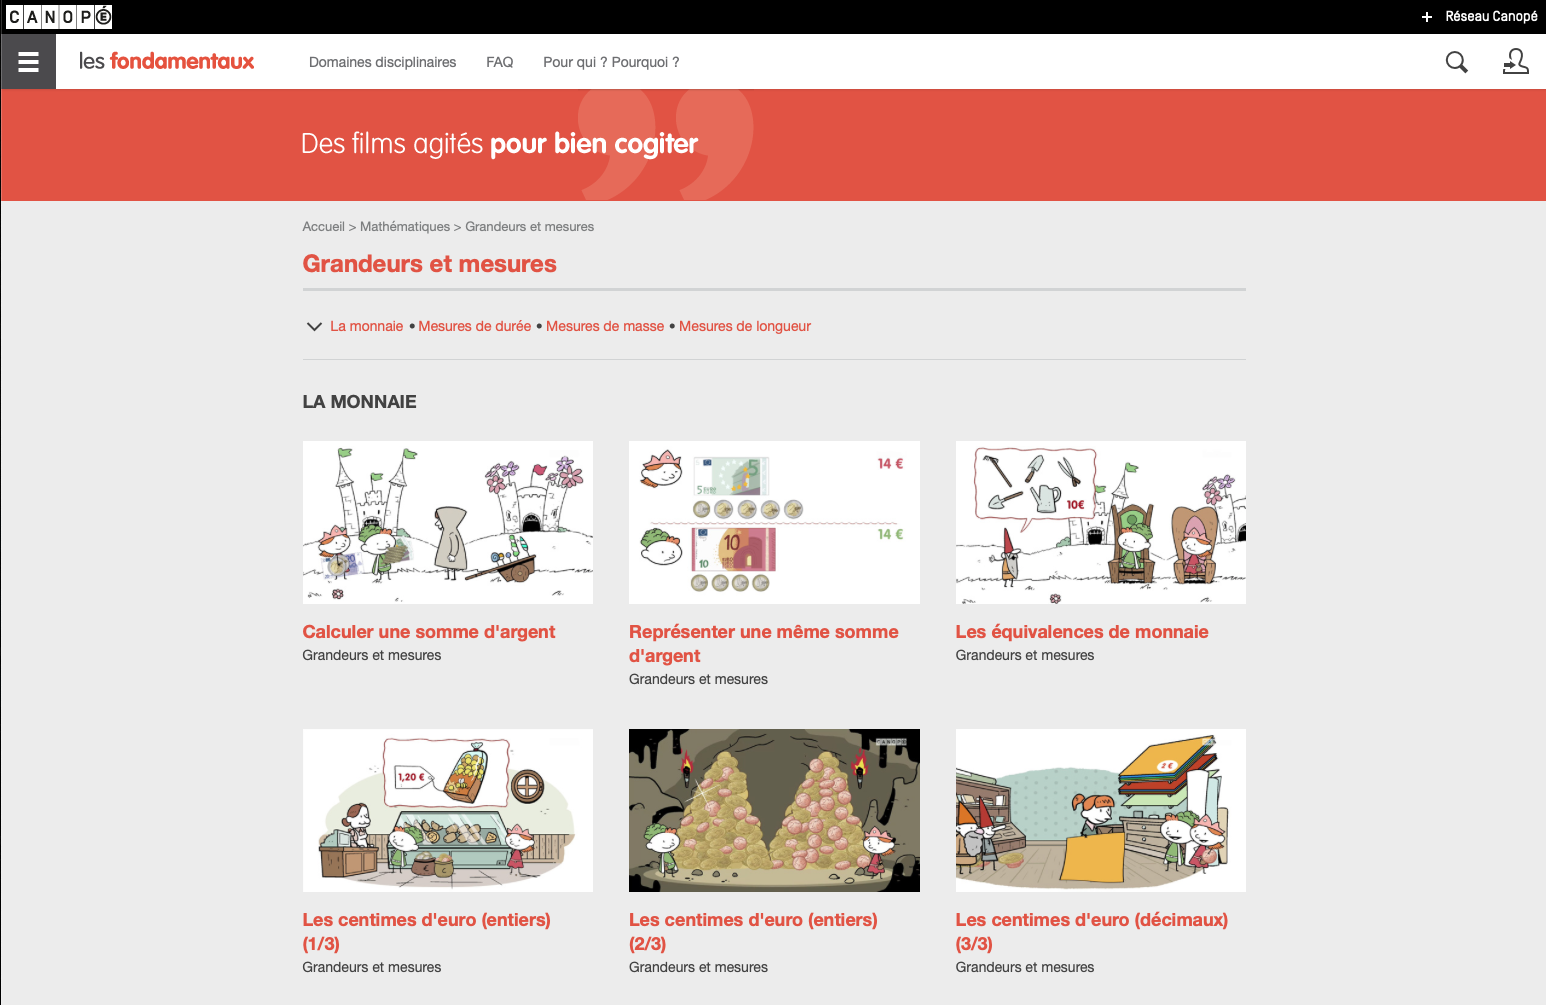 CANOPÉ
+ Réseau Canopé
les fondamentaux
Domaines disciplinaires
FAQ
Pour qui ? Pourquoi ?
Des films agités pour bien cogiter
Accueil > Mathématiques > Grandeurs et mesures
Grandeurs et mesures
La monnaie • Mesures de durée • Mesures de masse • Mesures de longueur
LA MONNAIE
5
5 EURO
14 €
10
10
14 €
10€
Calculer une somme d'argent
Grandeurs et mesures
Représenter une même somme
d'argent
Grandeurs et mesures
Les équivalences de monnaie
Grandeurs et mesures
1,20 €
CANOPÉ
2 €
Les centimes d'euro (entiers)
(1/3)
Grandeurs et mesures
Les centimes d'euro (entiers)
(2/3)
Grandeurs et mesures
Les centimes d'euro (décimaux)
(3/3)
Grandeurs et mesures